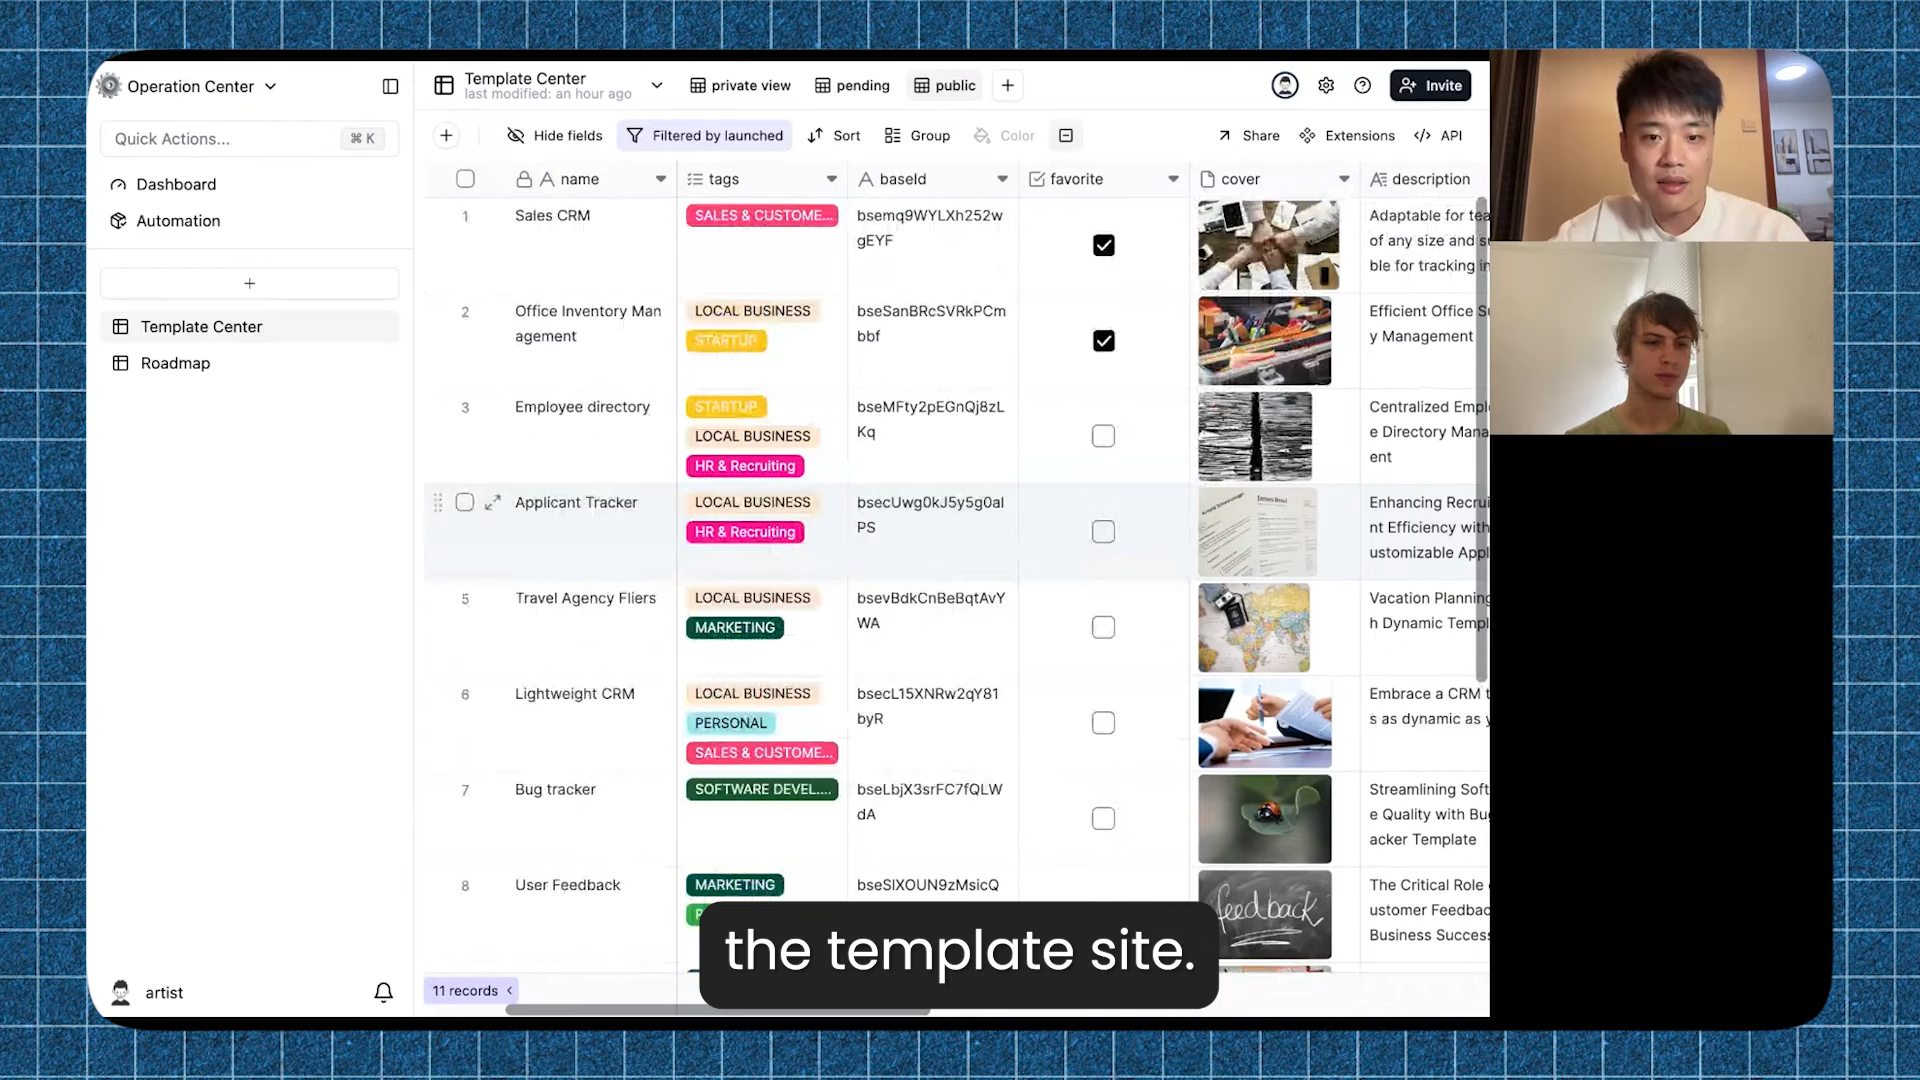 Operation Center
Quick Actions...
⌘ K
Dashboard
Automation
+
Template Center
Roadmap
artist
Template Center
last modified: an hour ago
private view
pending
public
+
Invite
+
Hide fields
Filtered by launched
Sort
Group
Color
Share
Extensions
API
name
tags
baseId
favorite
cover
description
1
Sales CRM
SALES & CUSTOME...
bsemq9WYLXh252w
gEYF
Adaptable for tea
of any size and su
ble for tracking in
2
Office Inventory Man
agement
LOCAL BUSINESS
STARTUP
bseSanBRcSVRkPCm
bbf
Efficient Office S
y Management
3
Employee directory
STARTUP
LOCAL BUSINESS
HR & Recruiting
bseMFty2pEGnQj8zL
Kq
Centralized Empl
e Directory Mana
ent
Applicant Tracker
LOCAL BUSINESS
HR & Recruiting
bsecUwg0kJ5y5g0al
PS
Enhancing Recrui
nt Efficiency with
ustomizable Appl
5
Travel Agency Fliers
LOCAL BUSINESS
MARKETING
bsevBdkCnBeBqtAvY
WA
Vacation Planning
h Dynamic Templ
6
Lightweight CRM
LOCAL BUSINESS
PERSONAL
SALES & CUSTOME...
bsecL15XNRw2qY81
byR
Embrace a CRM t
s as dynamic as y
7
Bug tracker
SOFTWARE DEVEL....
bseLbjX3srFC7fQLW
dA
Streamlining Soft
e Quality with Bug
acker Template
8
User Feedback
MARKETING
bseSlXOUN9zMsicQ
feedback
The Critical Role
ustomer Feedbac
Business Success
11 records
the template site.